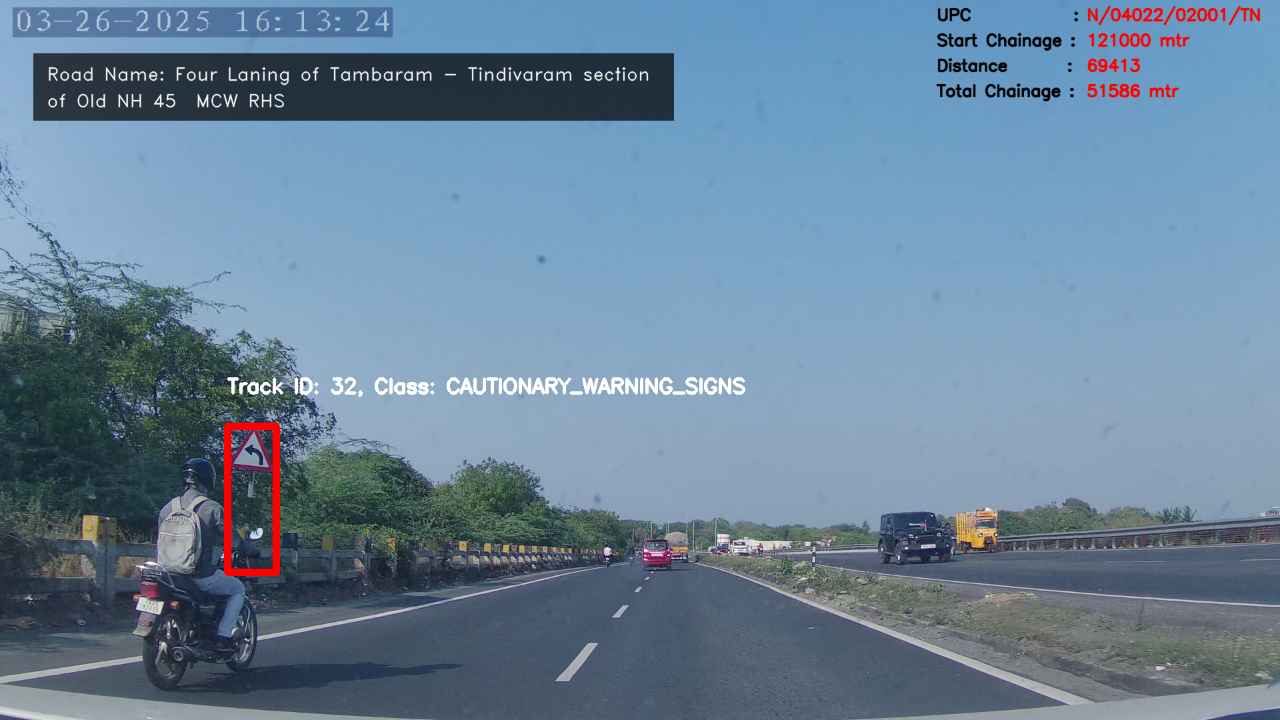 03-26-2025 16:13:24
Road Name: Four Laning of Tambaram - Tindivaram section
of Old NH 45 MCW RHS
UPC : N/04022/02001/TN
Start Chainage : 121000 mtr
Distance : 69413
Total Chainage : 51586 mtr
Track ID: 32, Class: CAUTIONARY_WARNING_SIGNS